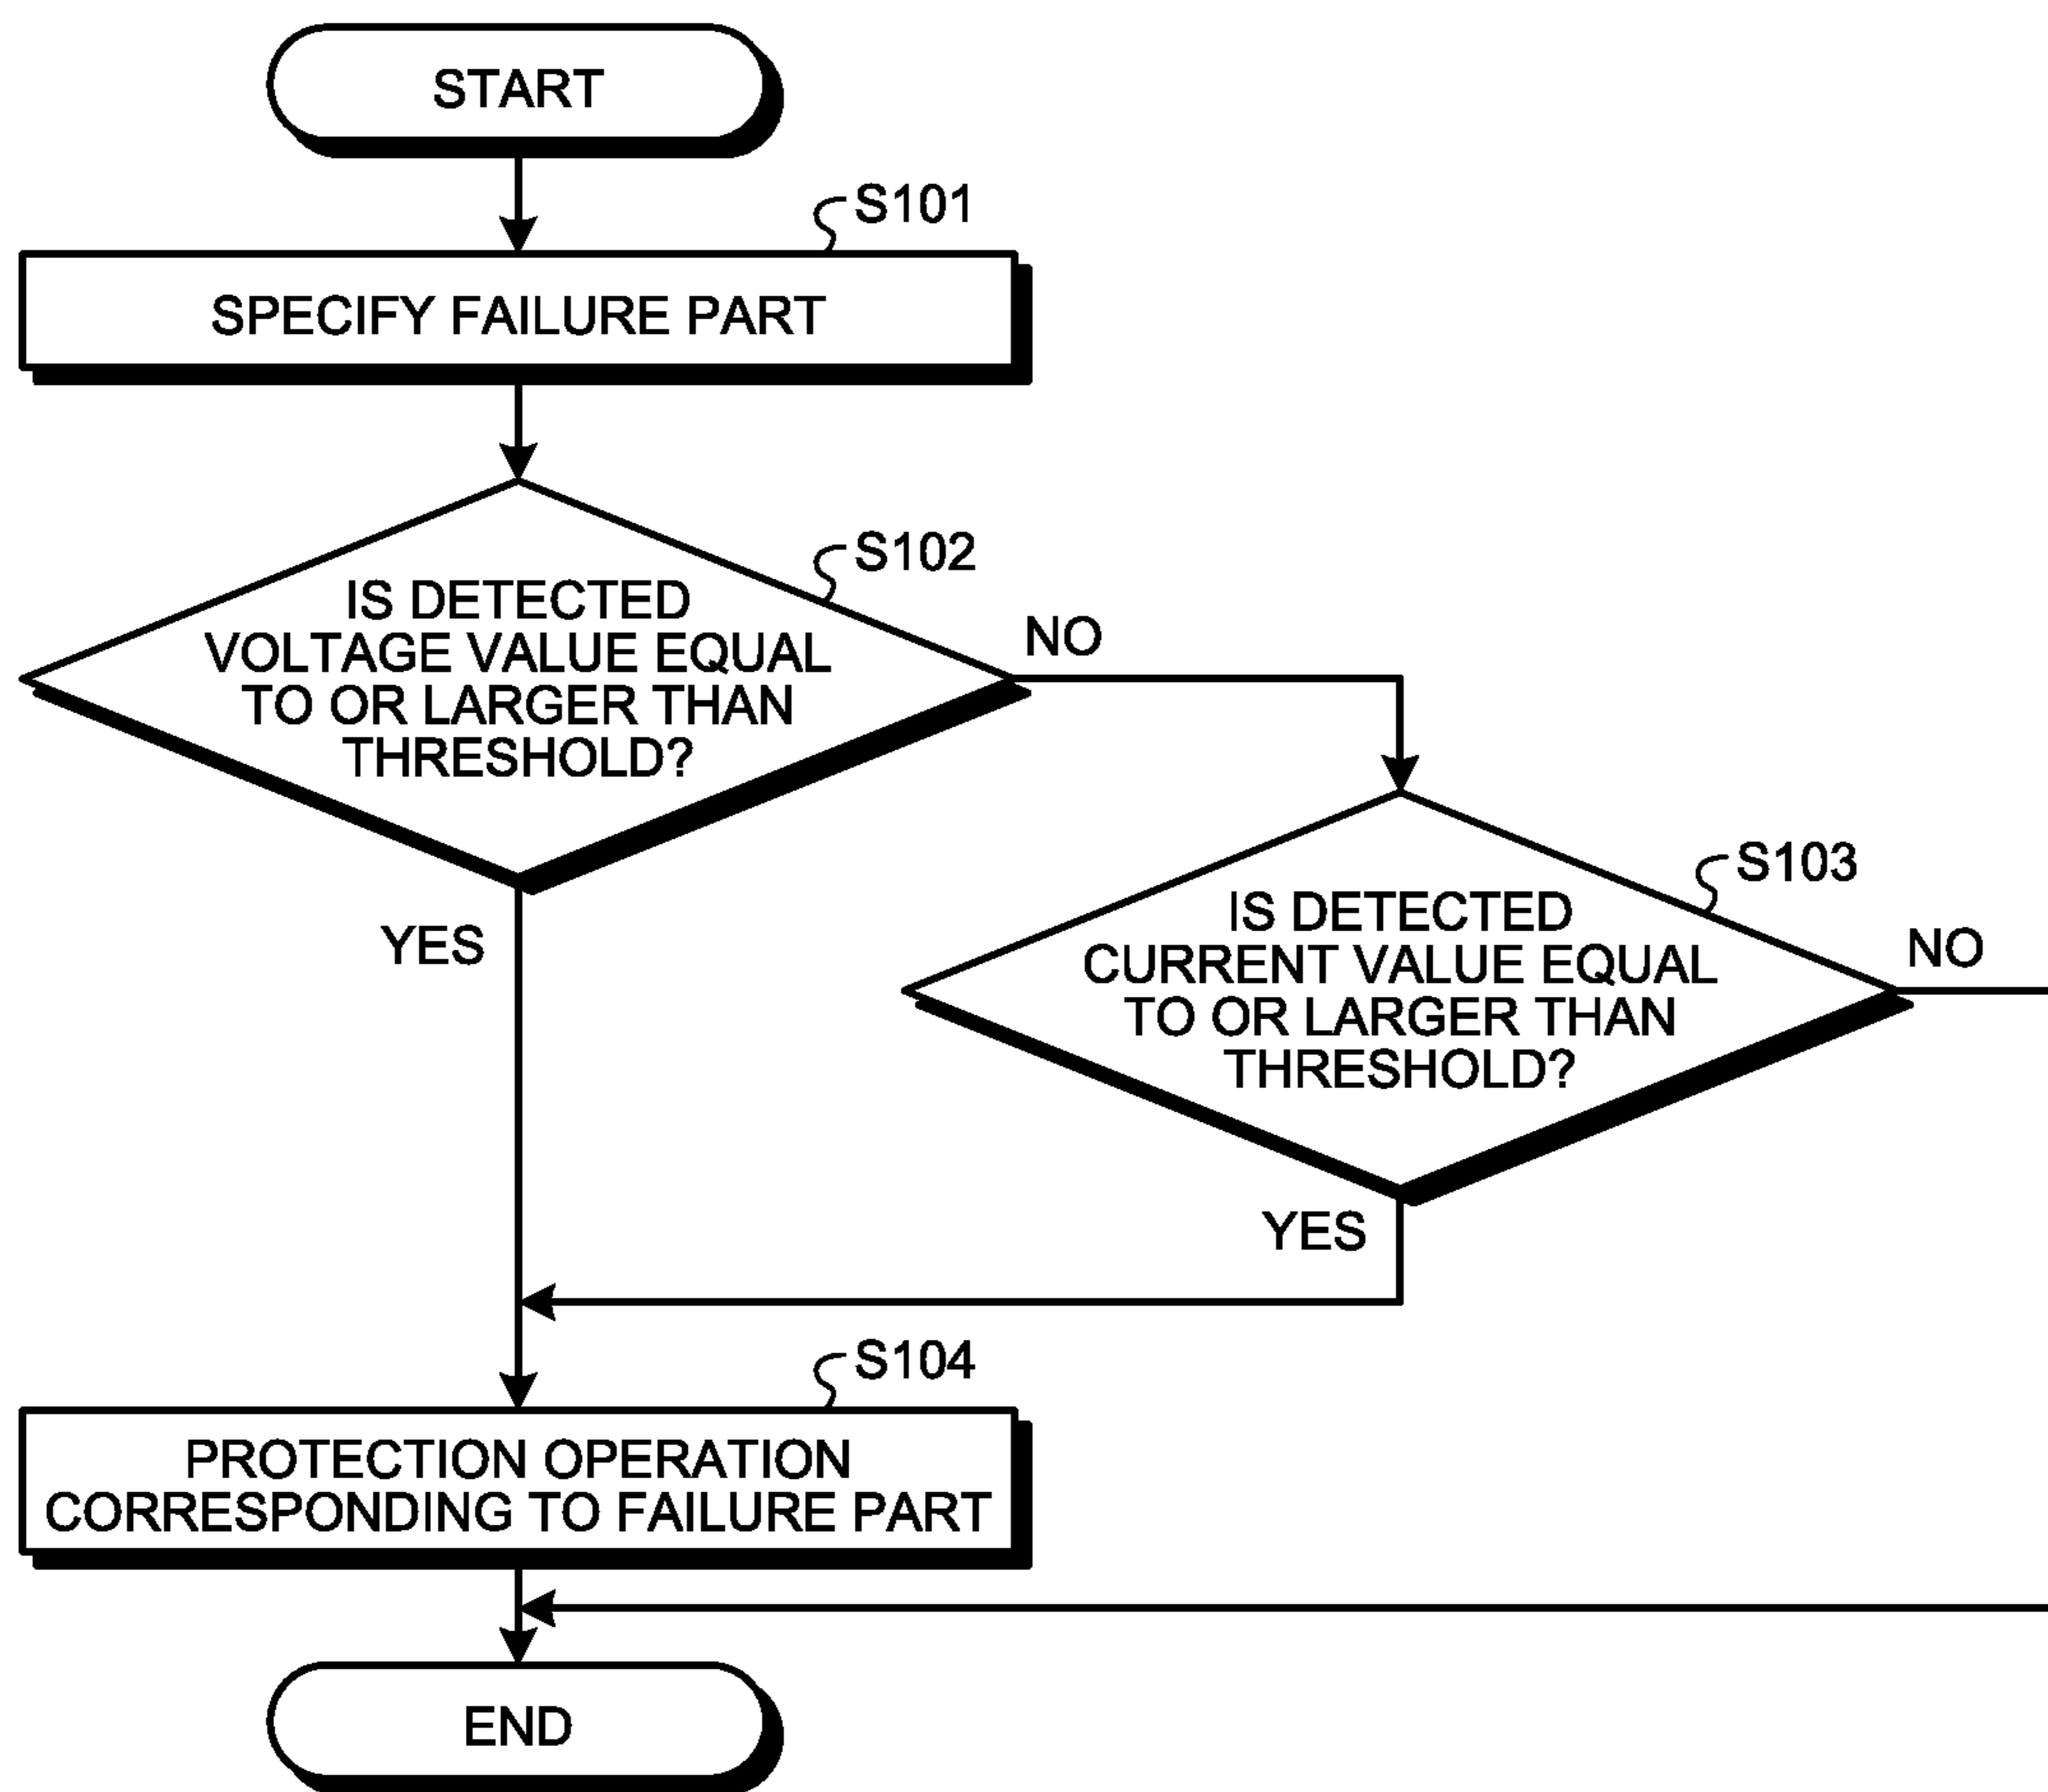 START
S101
SPECIFY FAILURE PART
S102
IS DETECTED
VOLTAGE VALUE EQUAL
TO OR LARGER THAN
THRESHOLD?
NO
YES
S103
IS DETECTED
CURRENT VALUE EQUAL
TO OR LARGER THAN
THRESHOLD?
NO
YES
S104
PROTECTION OPERATION
CORRESPONDING TO FAILURE PART
END